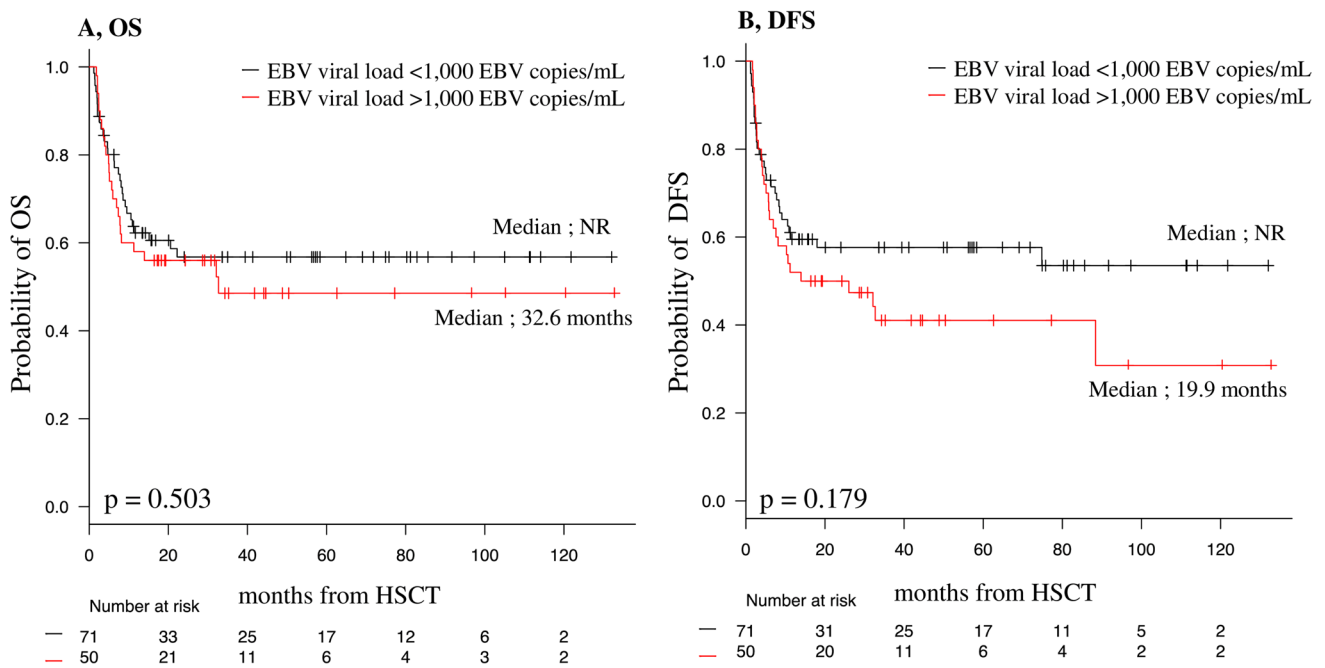 A, OS
EBV viral load <1,000 EBV copies/mL
EBV viral load >1,000 EBV copies/mL
Probability of OS
1.0
0.8
0.6
0.4
0.2
0.0
Median ; NR
Median ; 32.6 months
p = 0.503
0 20 40 60 80 100 120
months from HSCT
Number at risk
71 33 25 17 12 6 2
50 21 11 6 4 3 2
B, DFS
EBV viral load <1,000 EBV copies/mL
EBV viral load >1,000 EBV copies/mL
Probability of DFS
1.0
0.8
0.6
0.4
0.2
0.0
Median ; NR
Median ; 19.9 months
p = 0.179
0 20 40 60 80 100 120
months from HSCT
Number at risk
71 31 25 17 11 5 2
50 20 11 6 4 2 2